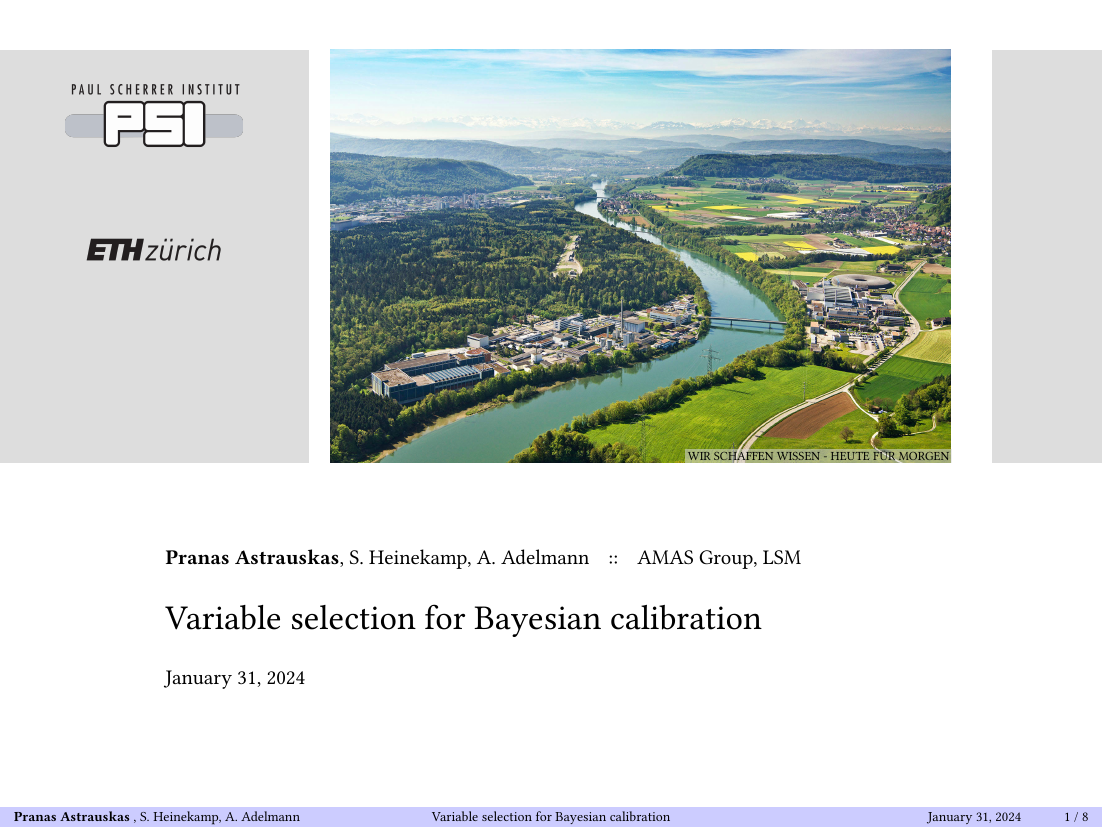 PAUL SCHERRER INSTITUT
PSI
ETH zürich
WIR SCHAFFEN WISSEN - HEUTE FÜR MORGEN
Pranas Astrauskas, S. Heinekamp, A. Adelmann :: AMAS Group, LSM
Variable selection for Bayesian calibration
January 31, 2024
Pranas Astrauskas , S. Heinekamp, A. Adelmann Variable selection for Bayesian calibration January 31, 2024 1 / 8